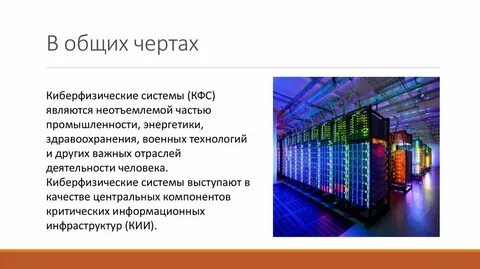 В общих чертах
Киберфизические системы (КФС)
являются неотъемлемой частью
промышленности, энергетики,
здравоохранения, военных технологий
и других важных отраслей
деятельности человека.
Киберфизические системы выступают в
качестве центральных компонентов
критических информационных
инфраструктур (КИИ).